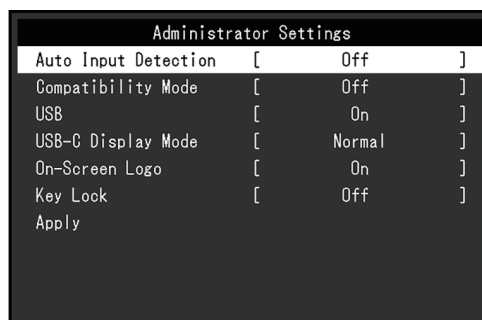 Administrator Settings
Auto Input Detection [ Off ]
Compatibility Mode [ Off ]
USB [ On ]
USB-C Display Mode [ Normal ]
On-Screen Logo [ On ]
Key Lock [ Off ]
Apply